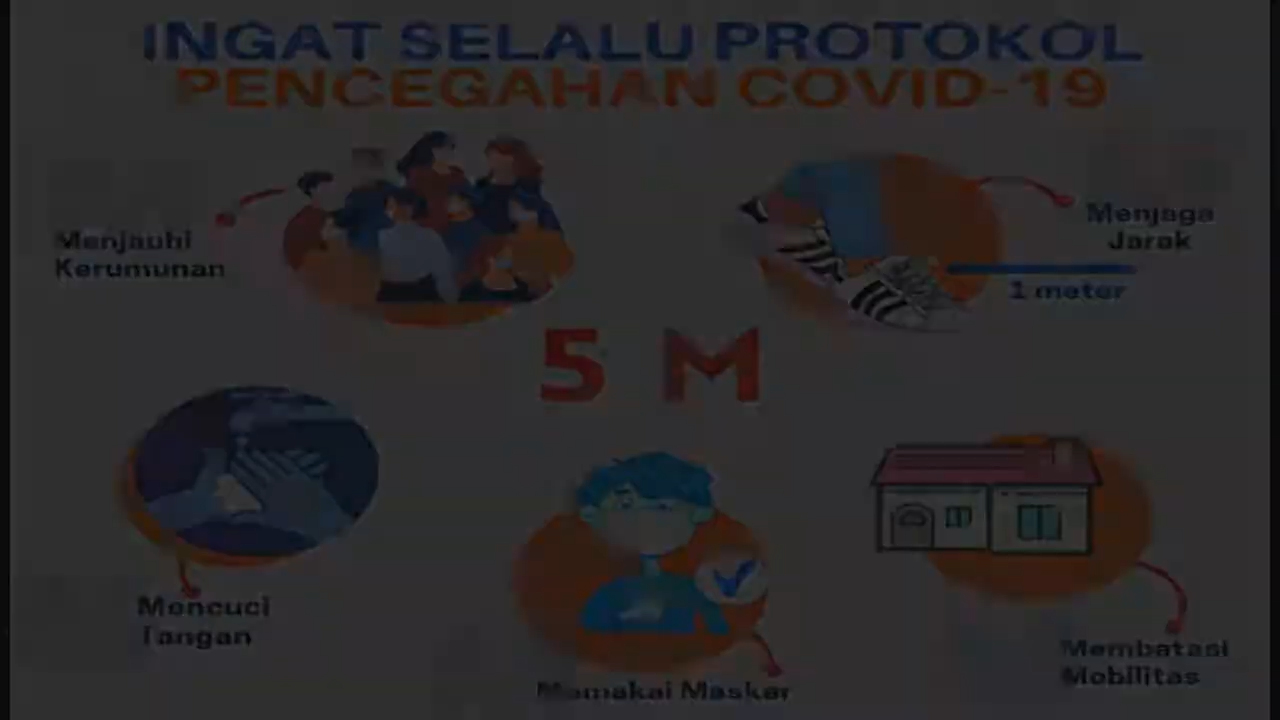 INGAT SELALU PROTOKOL
PENCEGAHAN COVID-19
Menjauhi
Kerumunan
Menjaga
Jarak
1 meter
5 M
Mencuci
Tangan
Memakai Masker
Membatasi
Mobilitas